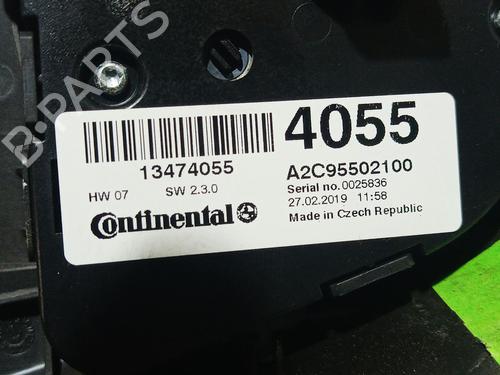 B-PARTS
4055
13474055
A2C95502100
HW 07 SW 2.3.0
Serial no. 0025836
27.02.2019 11:58
Continental
Made in Czech Republic